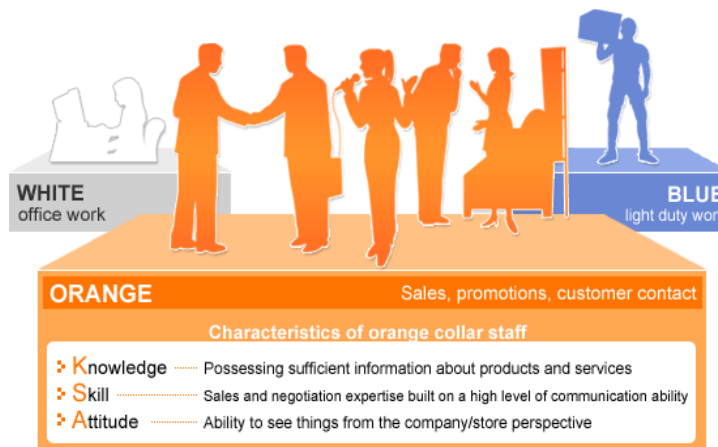 WHITE
office work
BLUE
light duty wor
ORANGE
Sales, promotions, customer contact
Characteristics of orange collar staff
Knowledge ········ Possessing sufficient information about products and services
Skill ················ Sales and negotiation expertise built on a high level of communication ability
Attitude ············· Ability to see things from the company/store perspective